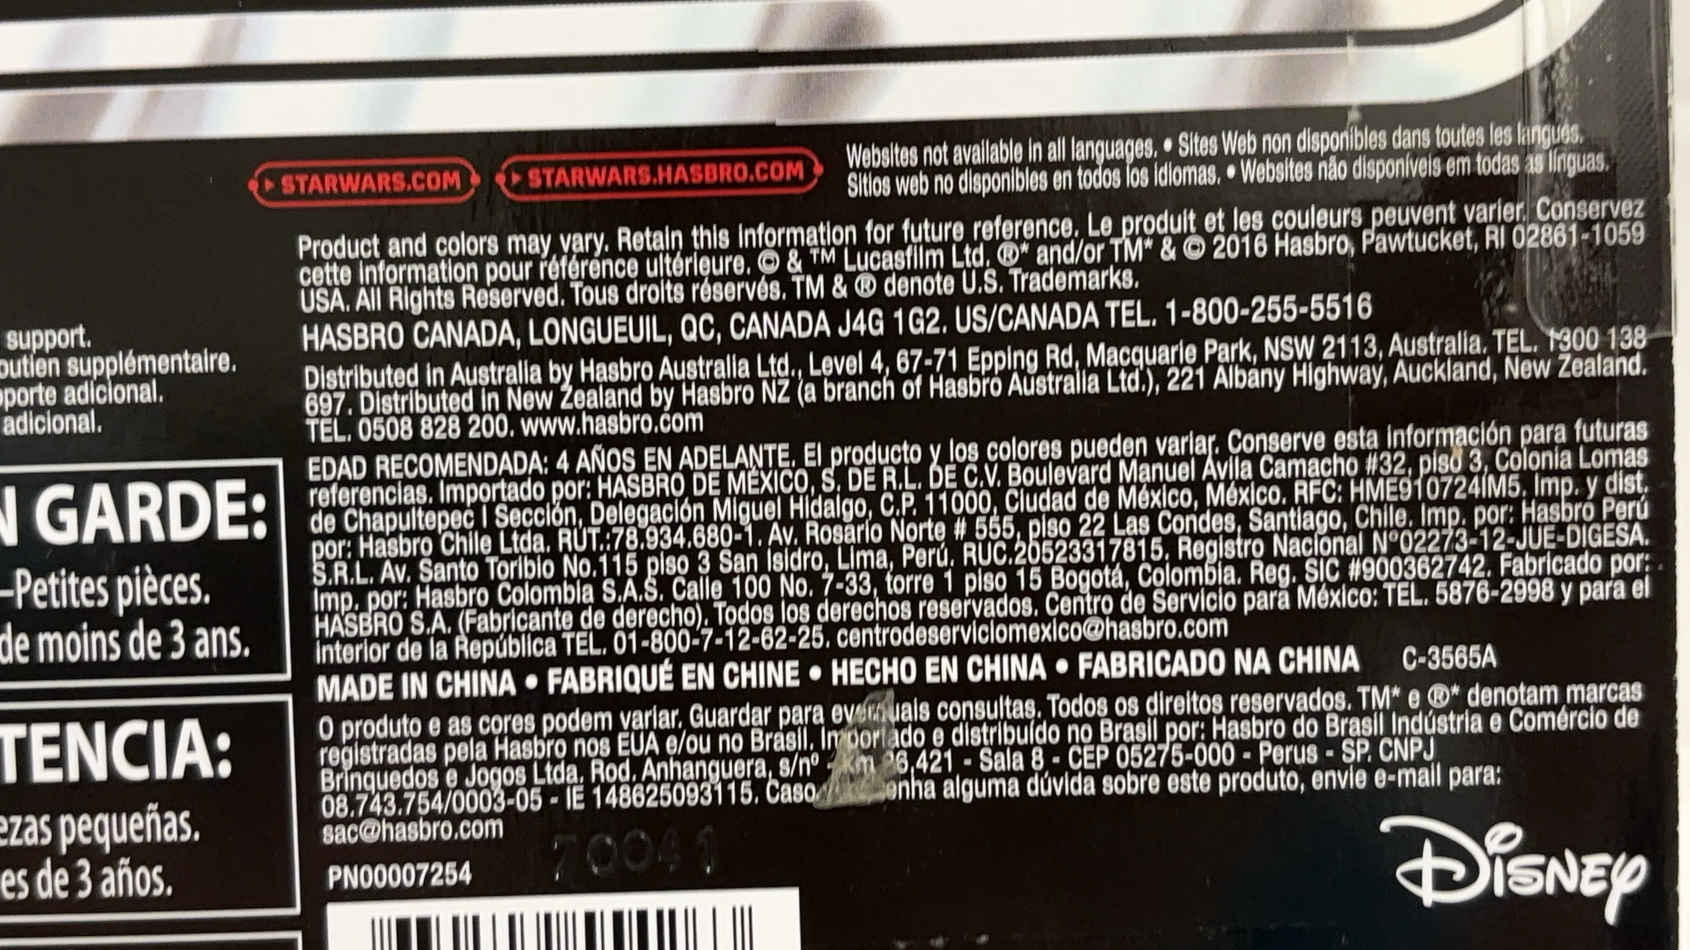 STARWARS.COM
STARWARS.HASBRO.COM
Websites not available in all languages. • Sites Web non disponibles dans toutes les langues.
Sitios web no disponibles en todos los idiomas. • Websites não disponíveis em todas as línguas.
Product and colors may vary. Retain this information for future reference. Le produit et les couleurs peuvent varier. Conservez
cette information pour référence ultérieure. © & ™ Lucasfilm Ltd. ®* and/or TM* & © 2016 Hasbro, Pawtucket, RI 02861-1059
USA. All Rights Reserved. Tous droits réservés. TM & ® denote U.S. Trademarks.
HASBRO CANADA, LONGUEUIL, QC, CANADA J4G 1G2. US/CANADA TEL. 1-800-255-5516
Distributed in Australia by Hasbro Australia Ltd., Level 4, 67-71 Epping Rd, Macquarie Park, NSW 2113, Australia. TEL. 1300 138
697. Distributed in New Zealand by Hasbro NZ (a branch of Hasbro Australia Ltd.), 221 Albany Highway, Auckland, New Zealand.
TEL. 0508 828 200. www.hasbro.com
EDAD RECOMENDADA: 4 AÑOS EN ADELANTE. El producto y los colores pueden variar. Conserve esta información para futuras
referencias. Importado por: HASBRO DE MÉXICO, S. DE R.L. DE C.V. Boulevard Manuel Ávila Camacho #32, piso 3, Colonia Lomas
de Chapultepec I Sección, Delegación Miguel Hidalgo, C.P. 11000, Ciudad de México, México. RFC: HME910724IM5. Imp. y dist.
por: Hasbro Chile Ltda. RUT.:78.934.680-1. Av. Rosario Norte # 555, piso 22 Las Condes, Santiago, Chile. Imp. por: Hasbro Perú
S.R.L. Av. Santo Toribio No.115 piso 3 San Isidro, Lima, Perú. RUC.20523317815. Registro Nacional N°02273-12-JUE-DIGESA.
Imp. por: Hasbro Colombia S.A.S. Calle 100 No. 7-33, torre 1 piso 15 Bogotá, Colombia. Reg. SIC #900362742. Fabricado por:
HASBRO S.A. (Fabricante de derecho). Todos los derechos reservados. Centro de Servicio para México: TEL. 5876-2998 y para el
interior de la República TEL. 01-800-7-12-62-25. centrodeserviciomexico@hasbro.com
MADE IN CHINA • FABRIQUÉ EN CHINE • HECHO EN CHINA • FABRICADO NA CHINA C-3565A
O produto e as cores podem variar. Guardar para eventuais consultas. Todos os direitos reservados. TM* e ®* denotam marcas
registradas pela Hasbro nos EUA e/ou no Brasil. Importado e distribuído no Brasil por: Hasbro do Brasil Indústria e Comércio de
Brinquedos e Jogos Ltda. Rod. Anhanguera, s/nº - Km 6,421 - Sala 8 - CEP 05275-000 - Perus - SP. CNPJ
08.743.754/0003-05 - IE 148625093115. Caso alguma dúvida sobre este produto, envie e-mail para:
sac@hasbro.com
PN00007254
support.
supplémentaire.
adicional.
adicional.
GARDE:
–Petites pièces.
de moins de 3 ans.
pequeñas.
es de 3 años.
DISNEY